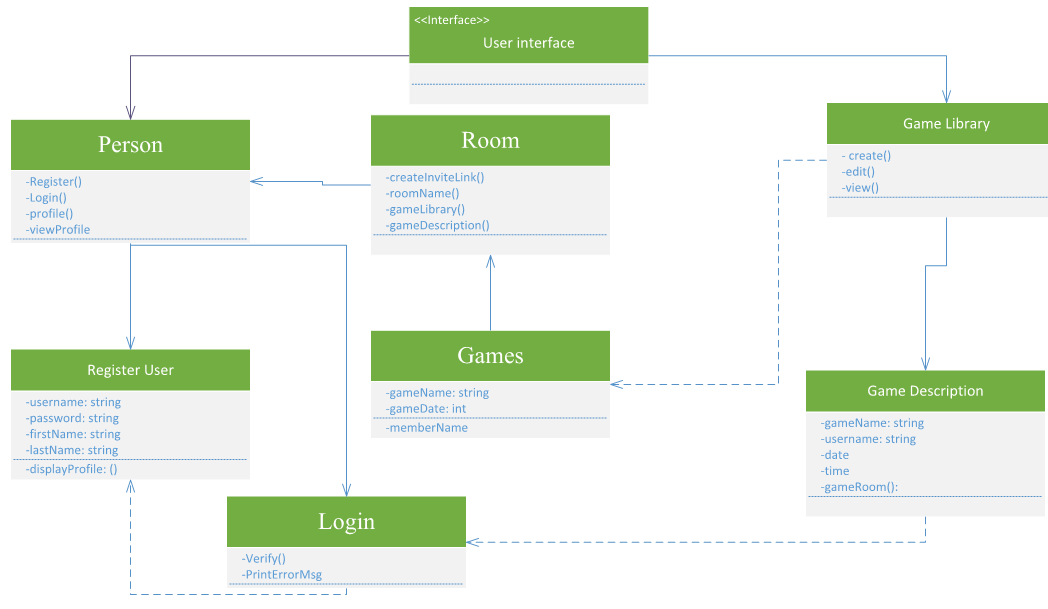 <<Interface>>
User interface
Person
-Register()
-Login()
-profile()
-viewProfile
Room
-createInviteLink()
-roomName()
-gameLibrary()
-gameDescription()
Game Library
- create()
-edit()
-view()
Register User
-username: string
-password: string
-firstName: string
-lastName: string
-displayProfile: ()
Games
-gameName: string
-gameDate: int
-memberName
Game Description
-gameName: string
-username: string
-date
-time
-gameRoom():
Login
-Verify()
-PrintErrorMsg